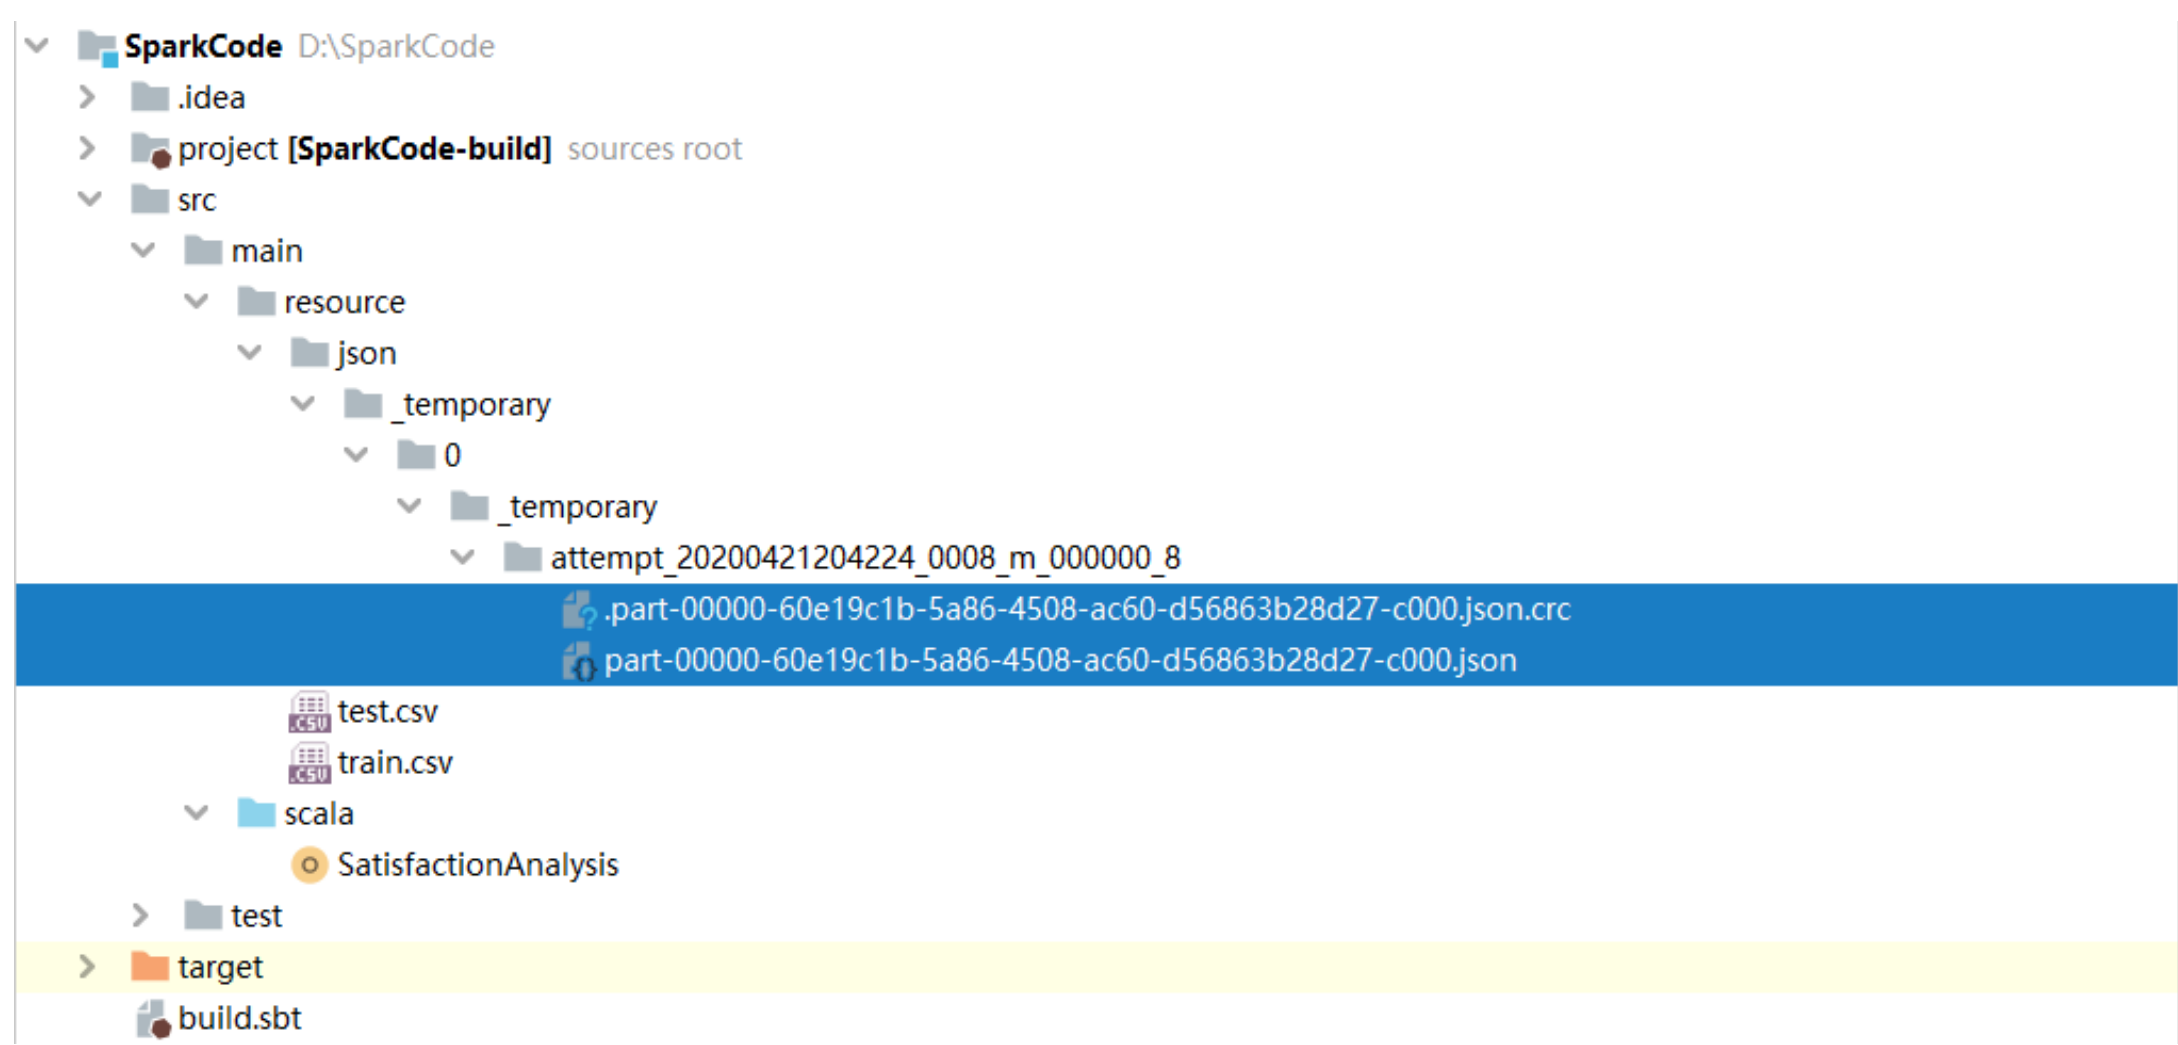 SparkCode D:\SparkCode
.idea
project [SparkCode-build] sources root
src
main
resource
json
_temporary
0
_temporary
attempt_20200421204224_0008_m_000000_8
.part-00000-60e19c1b-5a86-4508-ac60-d56863b28d27-c000.json.crc
part-00000-60e19c1b-5a86-4508-ac60-d56863b28d27-c000.json
test.csv
train.csv
scala
SatisfactionAnalysis
test
target
build.sbt